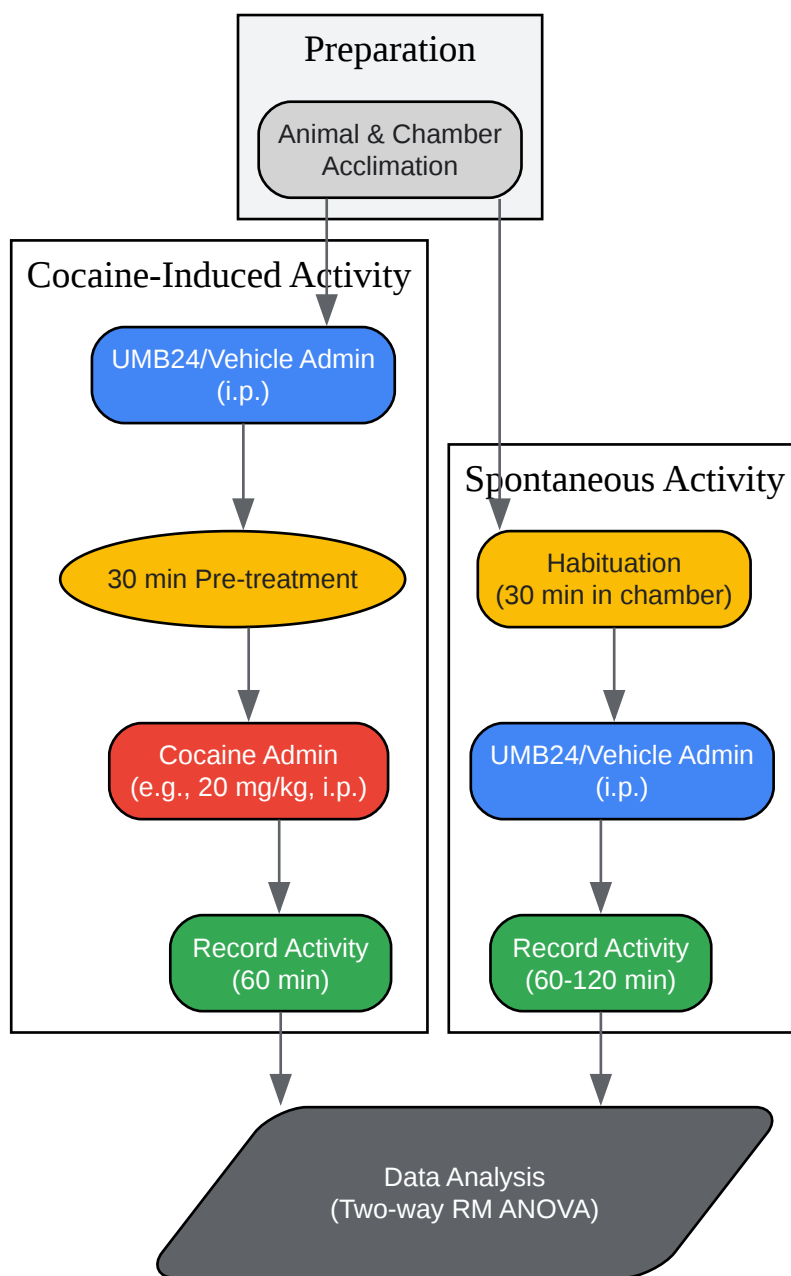 Preparation
Animal & Chamber
Acclimation
Cocaine-Induced Activity
UMB24/Vehicle Admin
(i.p.)
30 min Pre-treatment
Cocaine Admin
(e.g., 20 mg/kg, i.p.)
Record Activity
(60 min)
Spontaneous Activity
Habituation
(30 min in chamber)
UMB24/Vehicle Admin
(i.p.)
Record Activity
(60-120 min)
Data Analysis
(Two-way RM ANOVA)